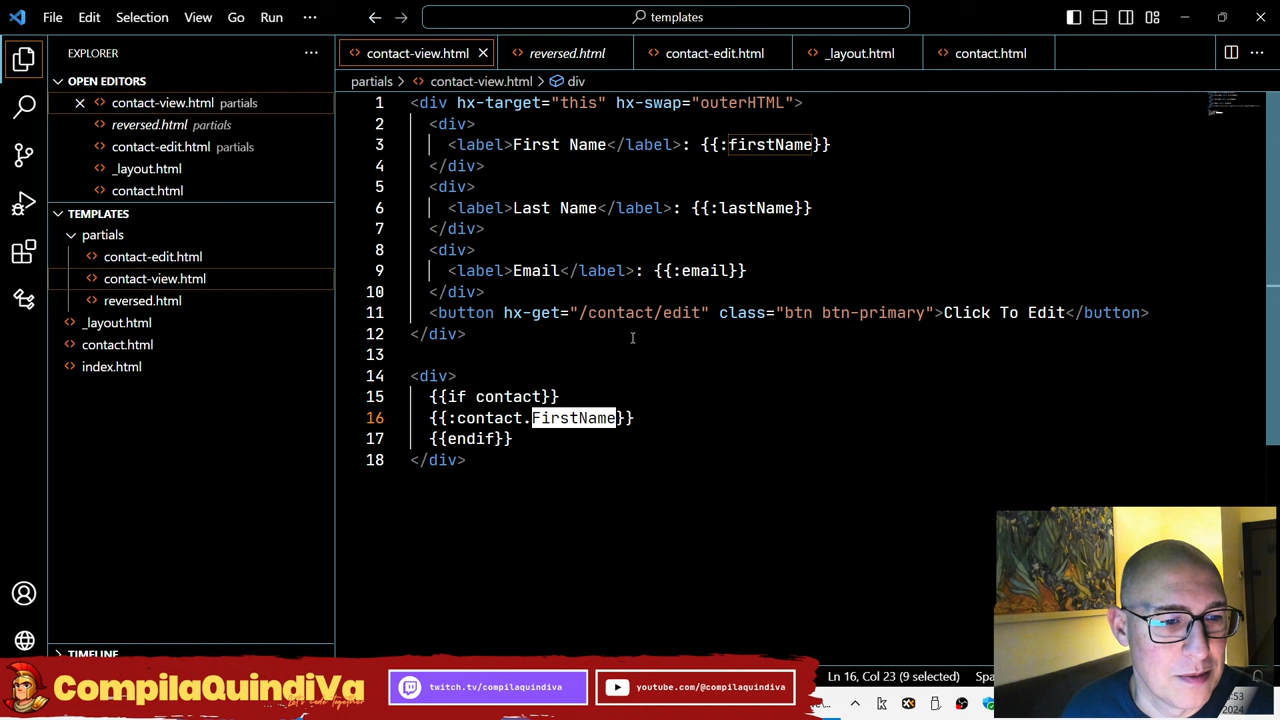 File Edit Selection View Go Run ··· templates
EXPLORER ···
contact-view.html reversed.html contact-edit.html _layout.html contact.html ···
OPEN EDITORS
partials > contact-view.html > div
contact-view.html partials
reversed.html partials
contact-edit.html partials
_layout.html
contact.html
TEMPLATES
partials
contact-edit.html
contact-view.html
reversed.html
_layout.html
contact.html
index.html
TIMELINE
1 <div hx-target="this" hx-swap="outerHTML">
2 <div>
3 <label>First Name</label>: {{:firstName}}
4 </div>
5 <div>
6 <label>Last Name</label>: {{:lastName}}
7 </div>
8 <div>
9 <label>Email</label>: {{:email}}
10 </div>
11 <button hx-get="/contact/edit" class="btn btn-primary">Click To Edit</button>
12 </div>
13
14 <div>
15 {{if contact}}
16 {{:contact.FirstName}}
17 {{endif}}
18 </div>
CompilaQuindiVa
twitch.tv/compilaquindiva
youtube.com/@compilaquindiva
Ln 16, Col 23 (9 selected)